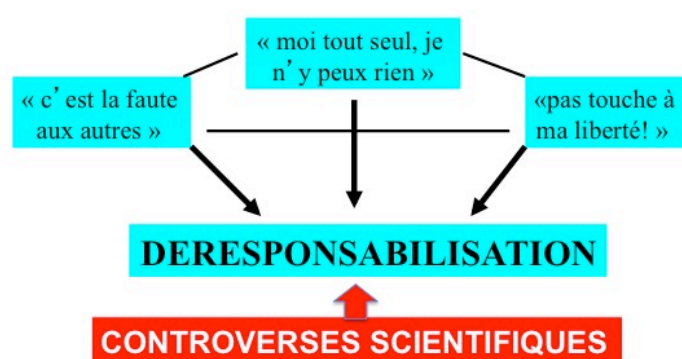 « moi tout seul, je
n’ y peux rien »
« c’ est la faute
aux autres »
«pas touche à
ma liberté! »
DERESPONSABILISATION
CONTROVERSES SCIENTIFIQUES